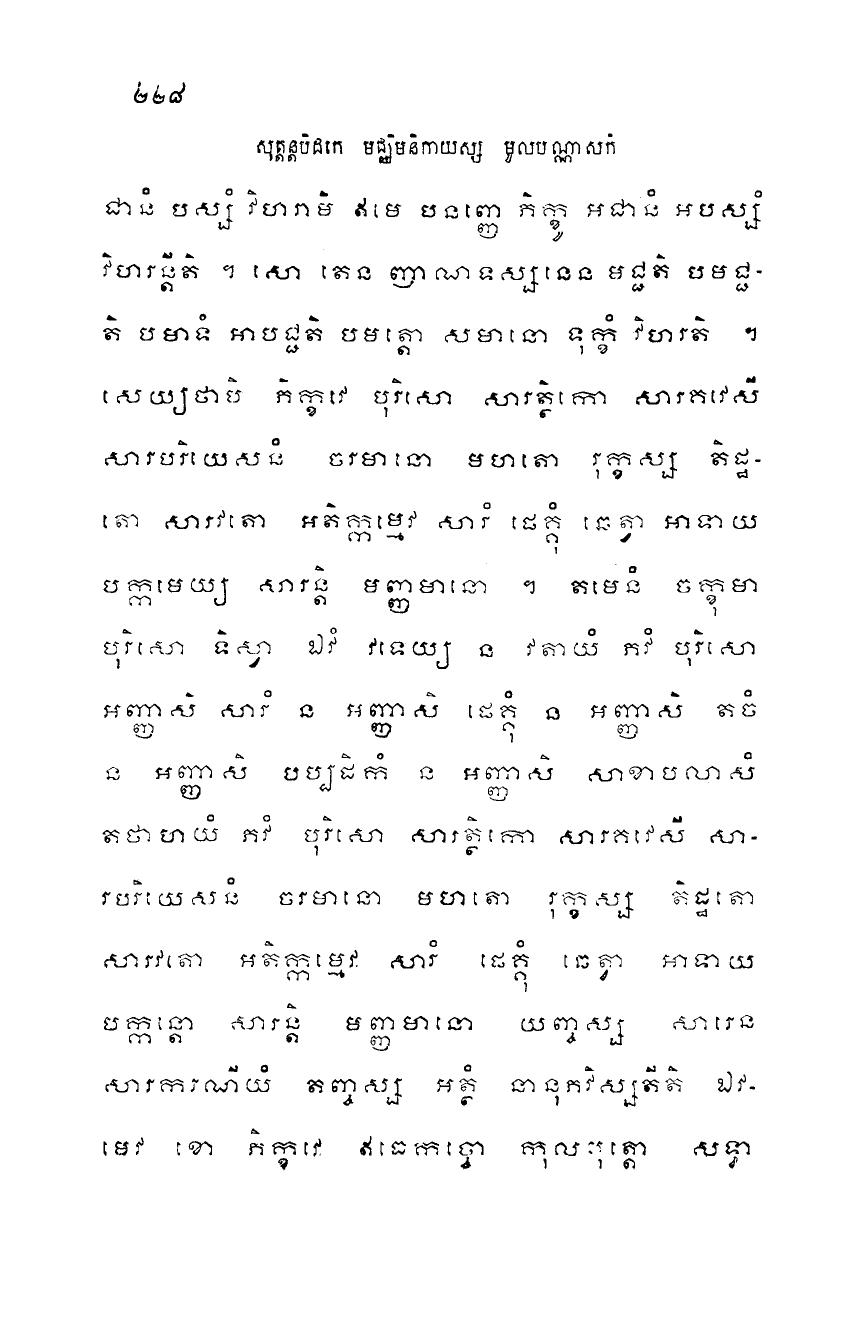 ២២៨
សុត្តន្តបិដកេ មជ្ឈិមនិកាយស្ស មូលបណ្ណាសកំ
ជានំ បស្សំ វិហរាមិ ឥមេ បនញ្ញេ ភិក្ខូ អជានំ អបស្សំ
វិហរន្តីតិ ។ សោ តេន ញាណទស្សនេន មជ្ជតិ បមជ្ជ-
តិ បមាទំ អាបជ្ជតិ បមត្តោ សមានោ ទុក្ខំ វិហរតិ ។
សេយ្យថាបិ ភិក្ខវេ បុរិសោ សារត្ថិកោ សារគវេសី
សារបរិយេសនំ ចរមានោ មហតោ រុក្ខស្ស តិដ្ឋ-
តោ សារវតោ អតិក្កម្មេវ សារំ ផេគ្គុំ ឆេត្វា អាទាយ
បក្កមេយ្យ សារន្តិ មញ្ញមានោ ។ តមេនំ ចក្ខុមា
បុរិសោ ទិស្វា ឯវំ វទេយ្យ ន វតាយំ ភវំ បុរិសោ
អញ្ញាសិ សារំ ន អញ្ញាសិ ផេគ្គុំ ន អញ្ញាសិ តចំ
ន អញ្ញាសិ បប្បដិកំ ន អញ្ញាសិ សាខាបលាសំ
តថាហយំ ភវំ បុរិសោ សារត្ថិកោ សារគវេសី សា-
របរិយេសនំ ចរមានោ មហតោ រុក្ខស្ស តិដ្ឋតោ
សារវតោ អតិក្កម្មេវ សារំ ផេគ្គុំ ឆេត្វា អាទាយ
បក្កន្តោ សារន្តិ មញ្ញមានោ យញ្ចស្ស សារេន
សារករណីយំ តញ្ចស្ស អត្ថំ នានុភវិស្សតីតិ ឯវ-
មេវ ខោ ភិក្ខវេ ឥធេកច្ចោ កុលបុត្តោ សទ្ធា